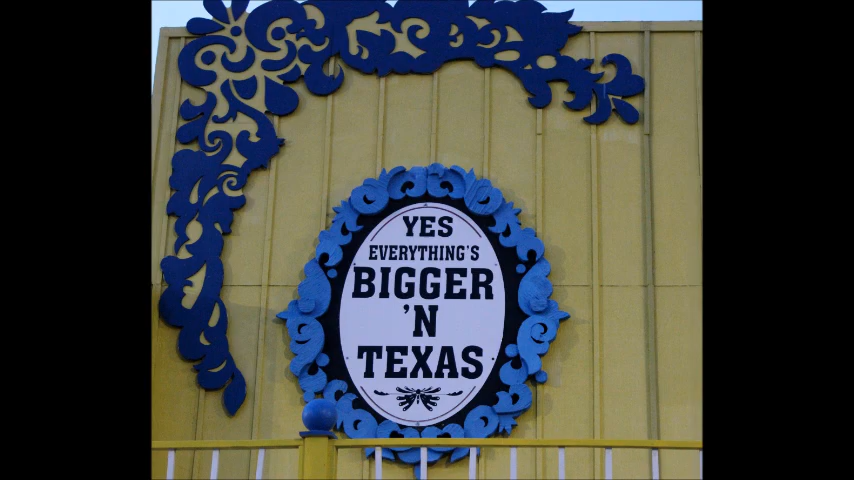 YES
EVERYTHING'S
BIGGER
'N
TEXAS